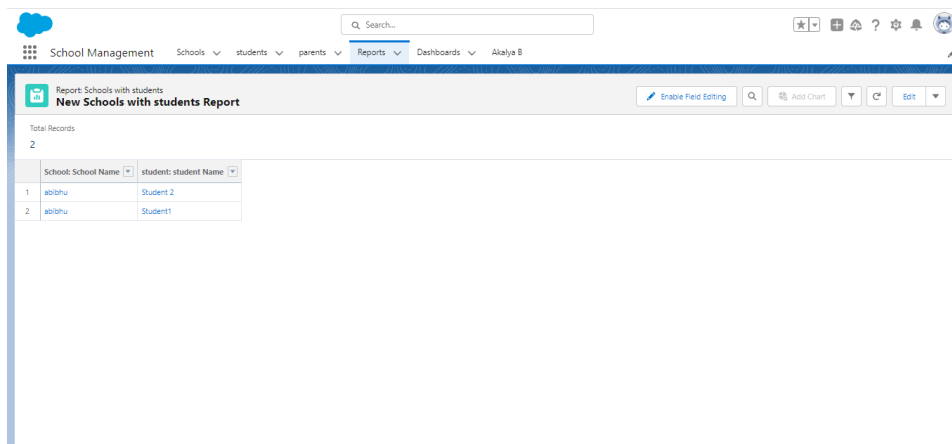 Search...
School Management Schools students parents Reports Dashboards Akalya B
Report: Schools with students
New Schools with students Report
Enable Field Editing Add Chart Edit
Total Records
2
School: School Name student: student Name
1 abibhu Student 2
2 abibhu Student1